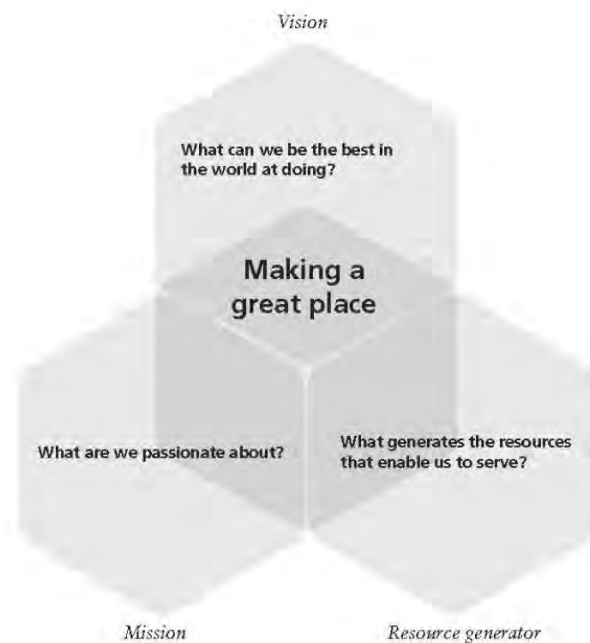 Vision
What can we be the best in
the world at doing?
Making a
great place
What are we passionate about?
What generates the resources
that enable us to serve?
Mission
Resource generator